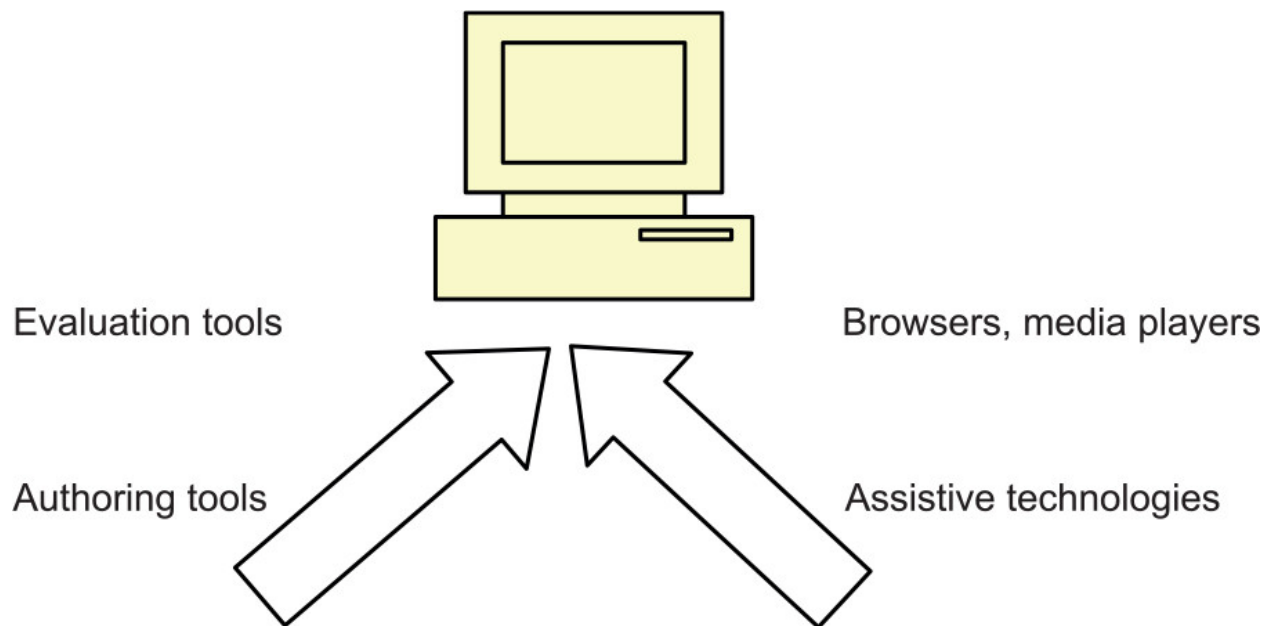 Evaluation tools
Browsers, media players
Authoring tools
Assistive technologies